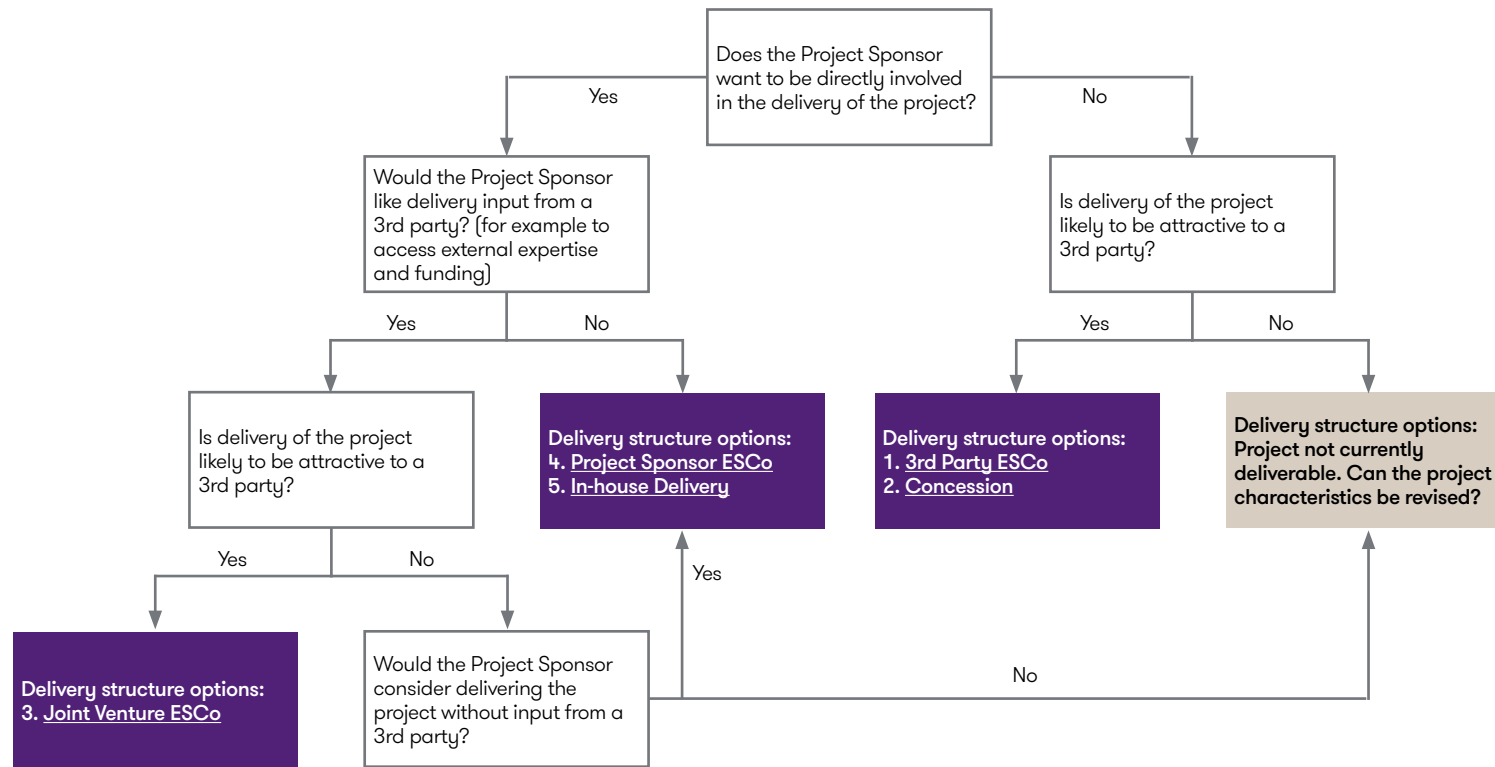 Does the Project Sponsor
want to be directly involved
in the delivery of the project?
Yes
No
Would the Project Sponsor
like delivery input from a
3rd party? (for example to
access external expertise
and funding)
Is delivery of the project
likely to be attractive to a
3rd party?
Yes
No
Yes
No
Is delivery of the project
likely to be attractive to a
3rd party?
Delivery structure options:
4. Project Sponsor ESCo
5. In-house Delivery
Delivery structure options:
1. 3rd Party ESCo
2. Concession
Delivery structure options:
Project not currently
deliverable. Can the project
characteristics be revised?
Yes
No
Yes
Delivery structure options:
3. Joint Venture ESCo
Would the Project Sponsor
consider delivering the
project without input from a
3rd party?
No